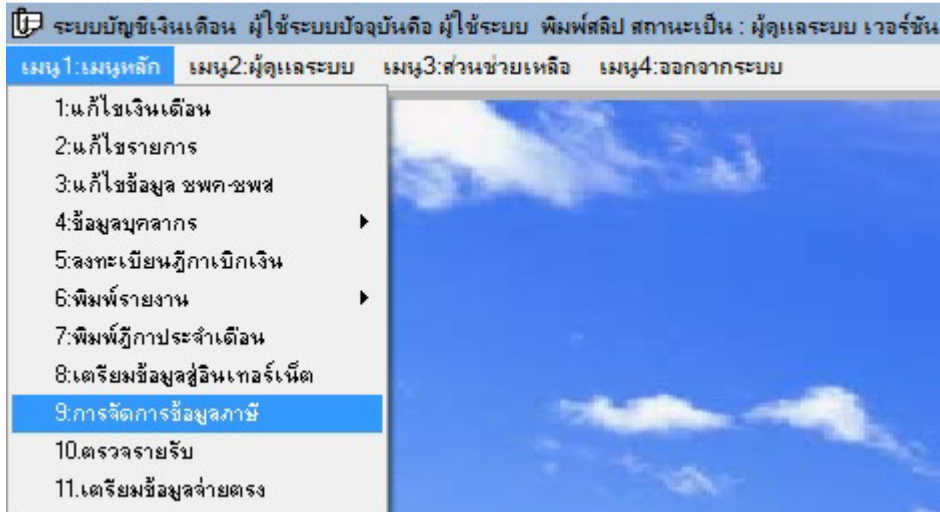 ระบบบัญชีเงินเดือน ผู้ใช้ระบบปัจจุบันคือ ผู้ใช้ระบบ พิมพ์สลิป สถานะเป็น : ผู้ดูแลระบบ เวอร์ชัน
เมนู1:เมนูหลัก เมนู2:ผู้ดูแลระบบ เมนู3:ส่วนช่วยเหลือ เมนู4:ออกจากระบบ
1:แก้ไขเงินเดือน
2:แก้ไขรายการ
3:แก้ไขข้อมูล ชพค-ชพส
4:ข้อมูลบุคลากร
5:ลงทะเบียนฎีกาเบิกเงิน
6:พิมพ์รายงาน
7:พิมพ์ฎีกาประจำเดือน
8:เตรียมข้อมูลสู่อินเทอร์เน็ต
9:การจัดการข้อมูลภาษี
10.ตรวจรายรับ
11.เตรียมข้อมูลจ่ายตรง